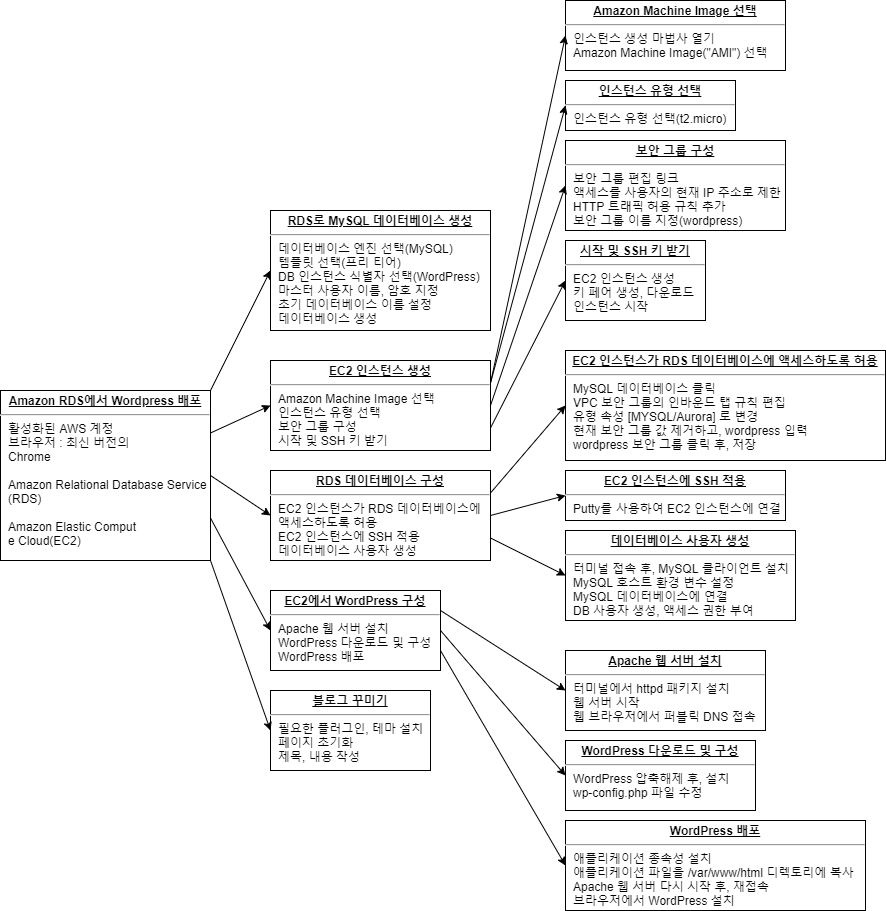 Amazon RDS에서 Wordpress 배포
활성화된 AWS 계정
브라우저 : 최신 버전의
Chrome
Amazon Relational Database Service
(RDS)
Amazon Elastic Comput
e Cloud(EC2)
RDS로 MySQL 데이터베이스 생성
데이터베이스 엔진 선택(MySQL)
템플릿 선택(프리 티어)
DB 인스턴스 식별자 선택(WordPress)
마스터 사용자 이름, 암호 지정
초기 데이터베이스 이름 설정
데이터베이스 생성
EC2 인스턴스 생성
Amazon Machine Image 선택
인스턴스 유형 선택
보안 그룹 구성
시작 및 SSH 키 받기
RDS 데이터베이스 구성
EC2 인스턴스가 RDS 데이터베이스에
액세스하도록 허용
EC2 인스턴스에 SSH 적용
데이터베이스 사용자 생성
EC2에서 WordPress 구성
Apache 웹 서버 설치
WordPress 다운로드 및 구성
WordPress 배포
블로그 꾸미기
필요한 플러그인, 테마 설치
페이지 초기화
제목, 내용 작성
Amazon Machine Image 선택
인스턴스 생성 마법사 열기
Amazon Machine Image("AMI") 선택
인스턴스 유형 선택
인스턴스 유형 선택(t2.micro)
보안 그룹 구성
보안 그룹 편집 링크
액세스를 사용자의 현재 IP 주소로 제한
HTTP 트래픽 허용 규칙 추가
보안 그룹 이름 지정(wordpress)
시작 및 SSH 키 받기
EC2 인스턴스 생성
키 페어 생성, 다운로드
인스턴스 시작
EC2 인스턴스가 RDS 데이터베이스에 액세스하도록 허용
MySQL 데이터베이스 클릭
VPC 보안 그룹의 인바운드 탭 규칙 편집
유형 속성 [MYSQL/Aurora] 로 변경
현재 보안 그룹 값 제거하고, wordpress 입력
wordpress 보안 그룹 클릭 후, 저장
EC2 인스턴스에 SSH 적용
Putty를 사용하여 EC2 인스턴스에 연결
데이터베이스 사용자 생성
터미널 접속 후, MySQL 클라이언트 설치
MySQL 호스트 환경 변수 설정
MySQL 데이터베이스에 연결
DB 사용자 생성, 액세스 권한 부여
Apache 웹 서버 설치
터미널에서 httpd 패키지 설치
웹 서버 시작
웹 브라우저에서 퍼블릭 DNS 접속
WordPress 다운로드 및 구성
WordPress 압축해제 후, 설치
wp-config.php 파일 수정
WordPress 배포
애플리케이션 종속성 설치
애플리케이션 파일을 /var/www/html 디렉토리에 복사
Apache 웹 서버 다시 시작 후, 재접속
브라우저에서 WordPress 설치